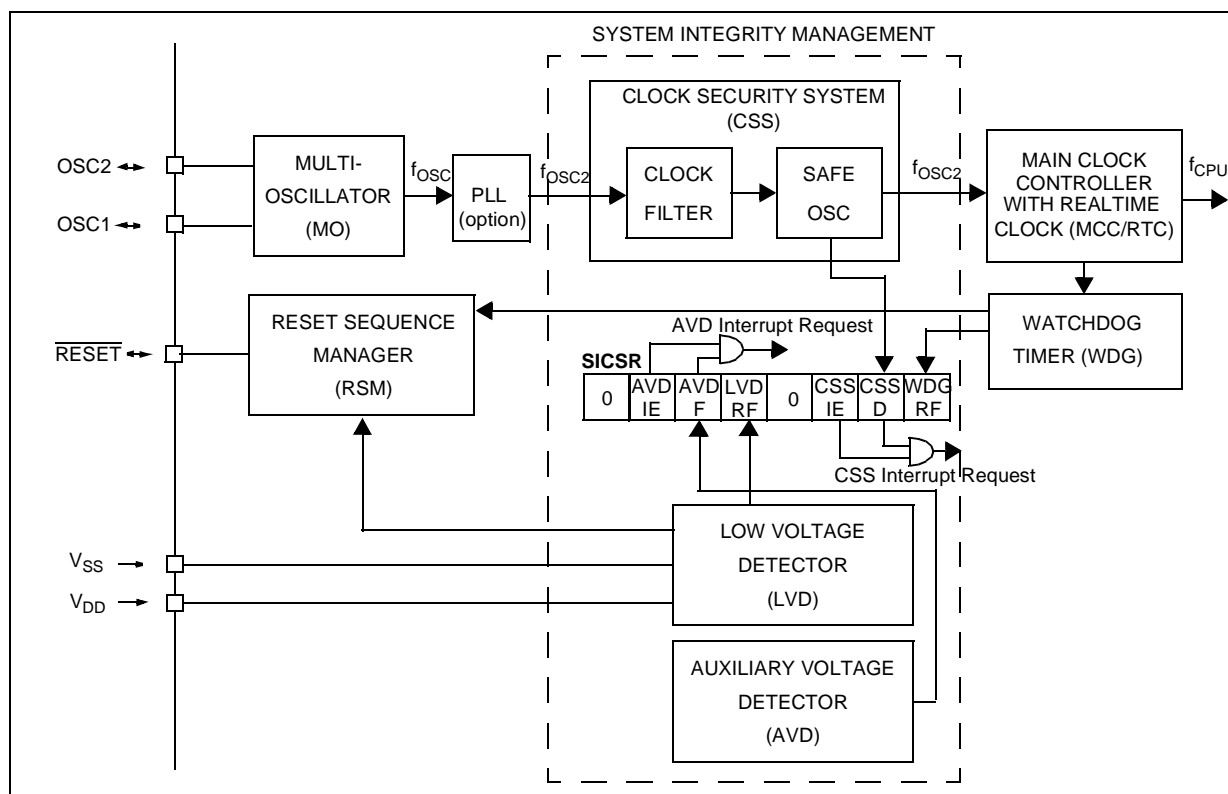 SYSTEM INTEGRITY MANAGEMENT
CLOCK SECURITY SYSTEM
(CSS)
OSC2
OSC1
MULTI-
OSCILLATOR
(MO)
fOSC
PLL
(option)
fOSC2
CLOCK
FILTER
SAFE
OSC
fOSC2
MAIN CLOCK
CONTROLLER
WITH REALTIME
CLOCK (MCC/RTC)
fCPU
RESET
RESET SEQUENCE
MANAGER
(RSM)
AVD Interrupt Request
WATCHDOG
TIMER (WDG)
SICSR
0
AVD
IE
AVD
F
LVD
RF
0
CSS
IE
CSS
D
WDG
RF
CSS Interrupt Request
VSS
VDD
LOW VOLTAGE
DETECTOR
(LVD)
AUXILIARY VOLTAGE
DETECTOR
(AVD)